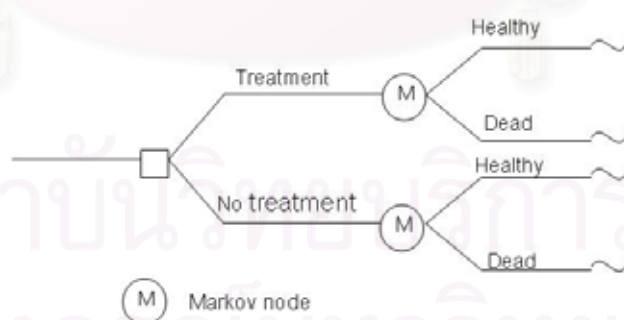 Healthy
Treatment
M
Dead
Healthy
No treatment
M
Dead
M Markov node